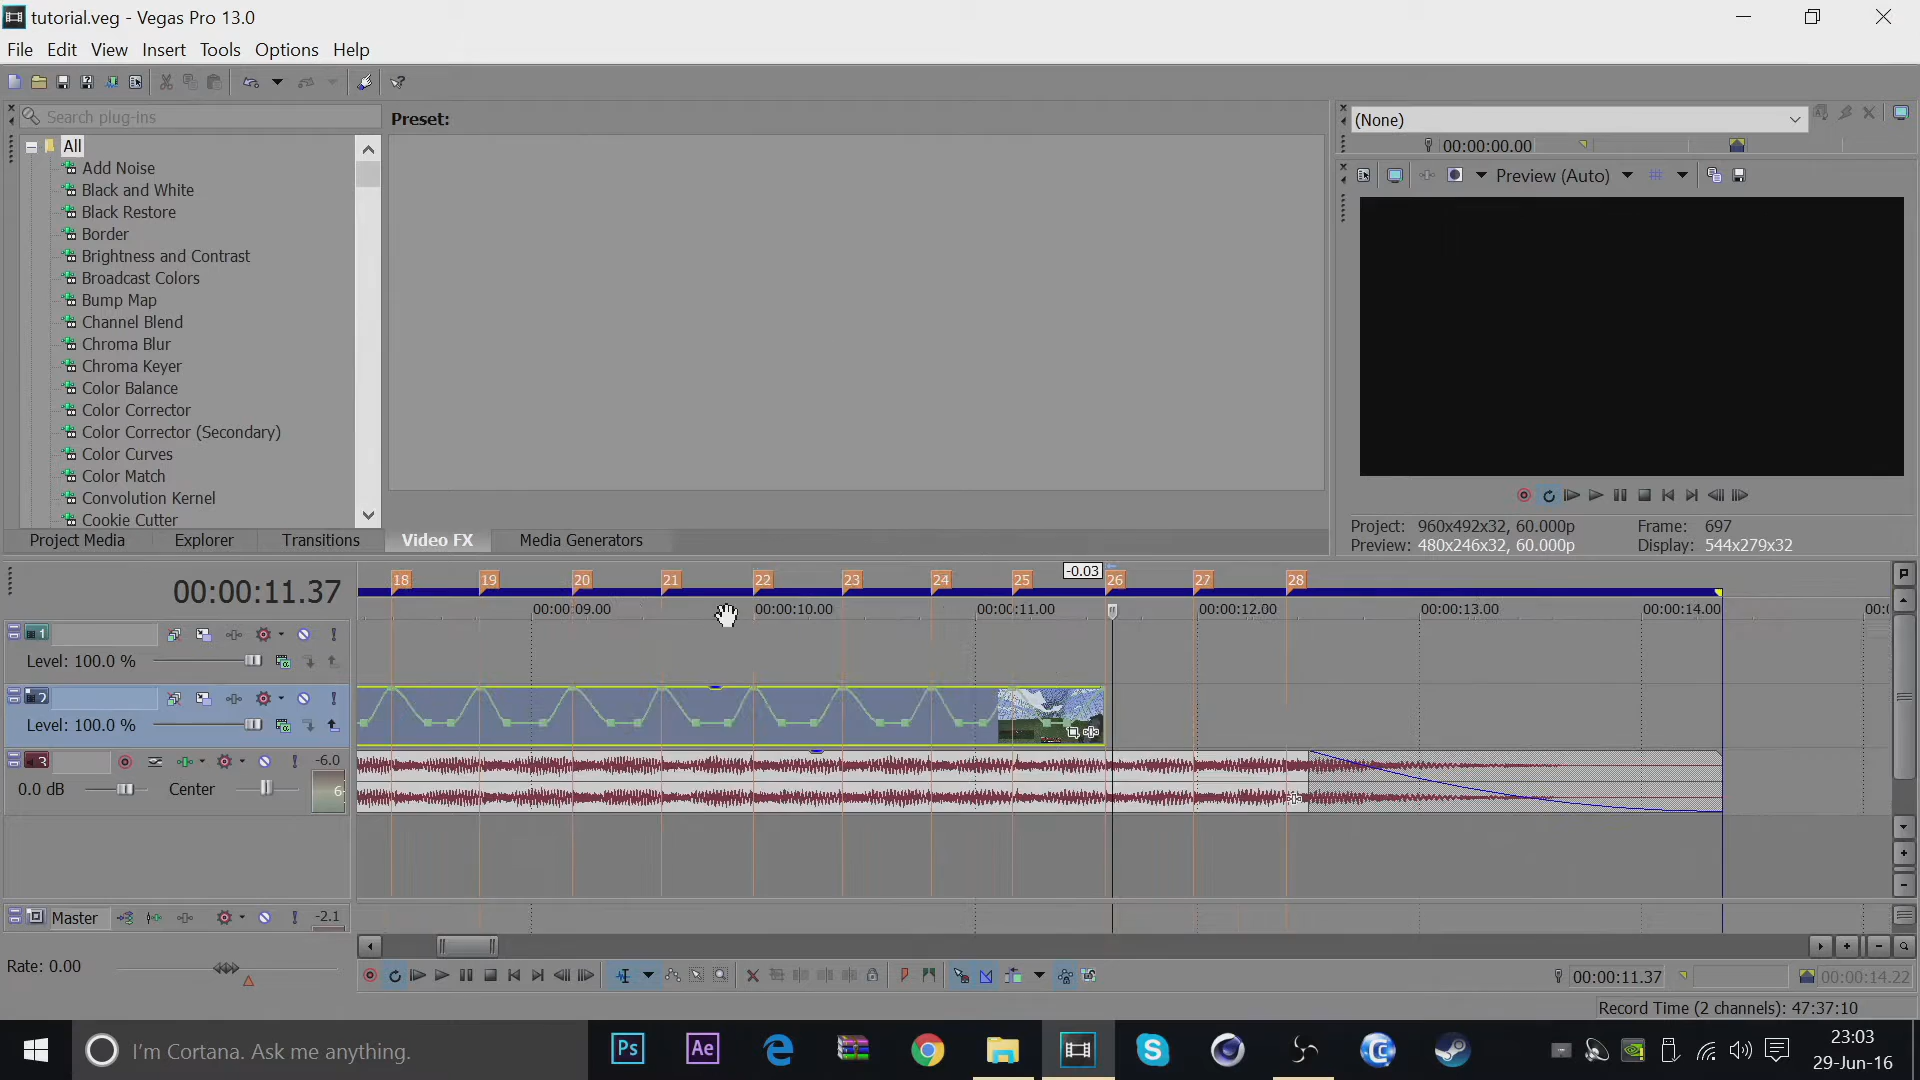 tutorial.veg - Vegas Pro 13.0
File Edit View Insert Tools Options Help
Search plug-ins
Preset:
(None)
All
Add Noise
Black and White
Black Restore
Border
Brightness and Contrast
Broadcast Colors
Bump Map
Channel Blend
Chroma Blur
Chroma Keyer
Color Balance
Color Corrector
Color Corrector (Secondary)
Color Curves
Color Match
Convolution Kernel
Cookie Cutter
00:00:00.00
Preview (Auto)
Project: 960x492x32, 60.000p Frame: 697
Preview: 480x246x32, 60.000p Display: 544x279x32
Project Media Explorer Transitions Video FX Media Generators
00:00:11.37
18 19 20 21 22 23 24 25 -0.03 26 27 28
00:00:09.00 00:00:10.00 00:00:11.00 00:00:12.00 00:00:13.00 00:00:14.00 00:0
1
Level: 100.0 %
2
Level: 100.0 %
3 -6.0
0.0 dB Center 6
Master -2.1
Rate: 0.00
00:00:11.37 00:00:14.22
Record Time (2 channels): 47:37:10
I'm Cortana. Ask me anything.
Ps Ae
23:03
29-Jun-16